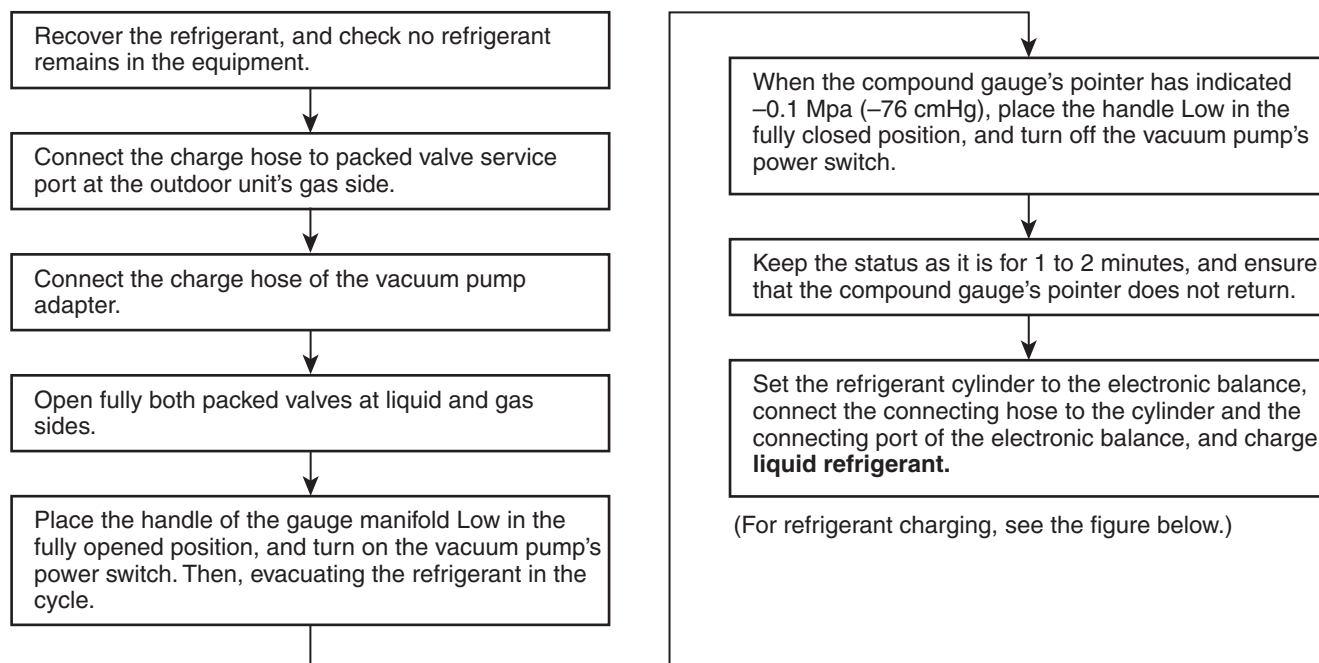 Recover the refrigerant, and check no refrigerant
remains in the equipment.
Connect the charge hose to packed valve service
port at the outdoor unit's gas side.
Connect the charge hose of the vacuum pump
adapter.
Open fully both packed valves at liquid and gas
sides.
Place the handle of the gauge manifold Low in the
fully opened position, and turn on the vacuum pump's
power switch. Then, evacuating the refrigerant in the
cycle.
When the compound gauge's pointer has indicated
–0.1 Mpa (–76 cmHg), place the handle Low in the
fully closed position, and turn off the vacuum pump's
power switch.
Keep the status as it is for 1 to 2 minutes, and ensure
that the compound gauge's pointer does not return.
Set the refrigerant cylinder to the electronic balance,
connect the connecting hose to the cylinder and the
connecting port of the electronic balance, and charge
liquid refrigerant.
(For refrigerant charging, see the figure below.)